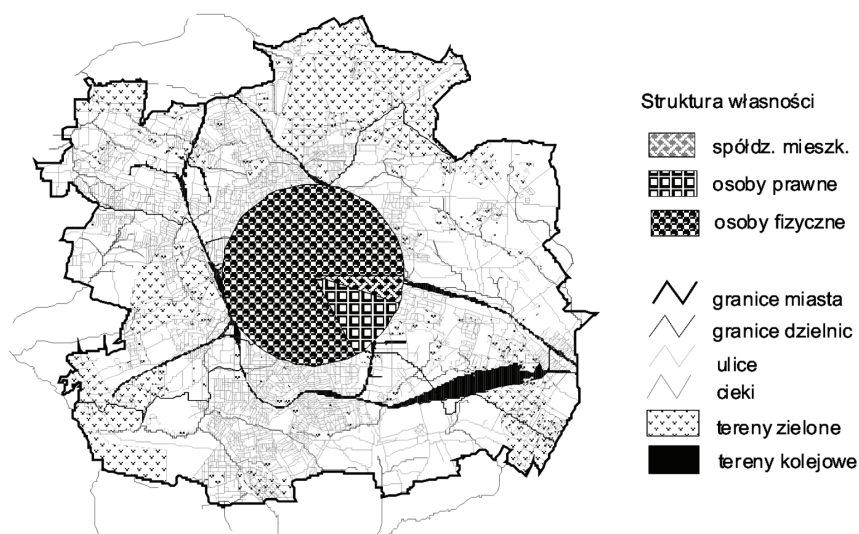 Struktura własności
spółdz. mieszk.
osoby prawne
osoby fizyczne
granice miasta
granice dzielnic
ulice
cieki
tereny zielone
tereny kolejowe